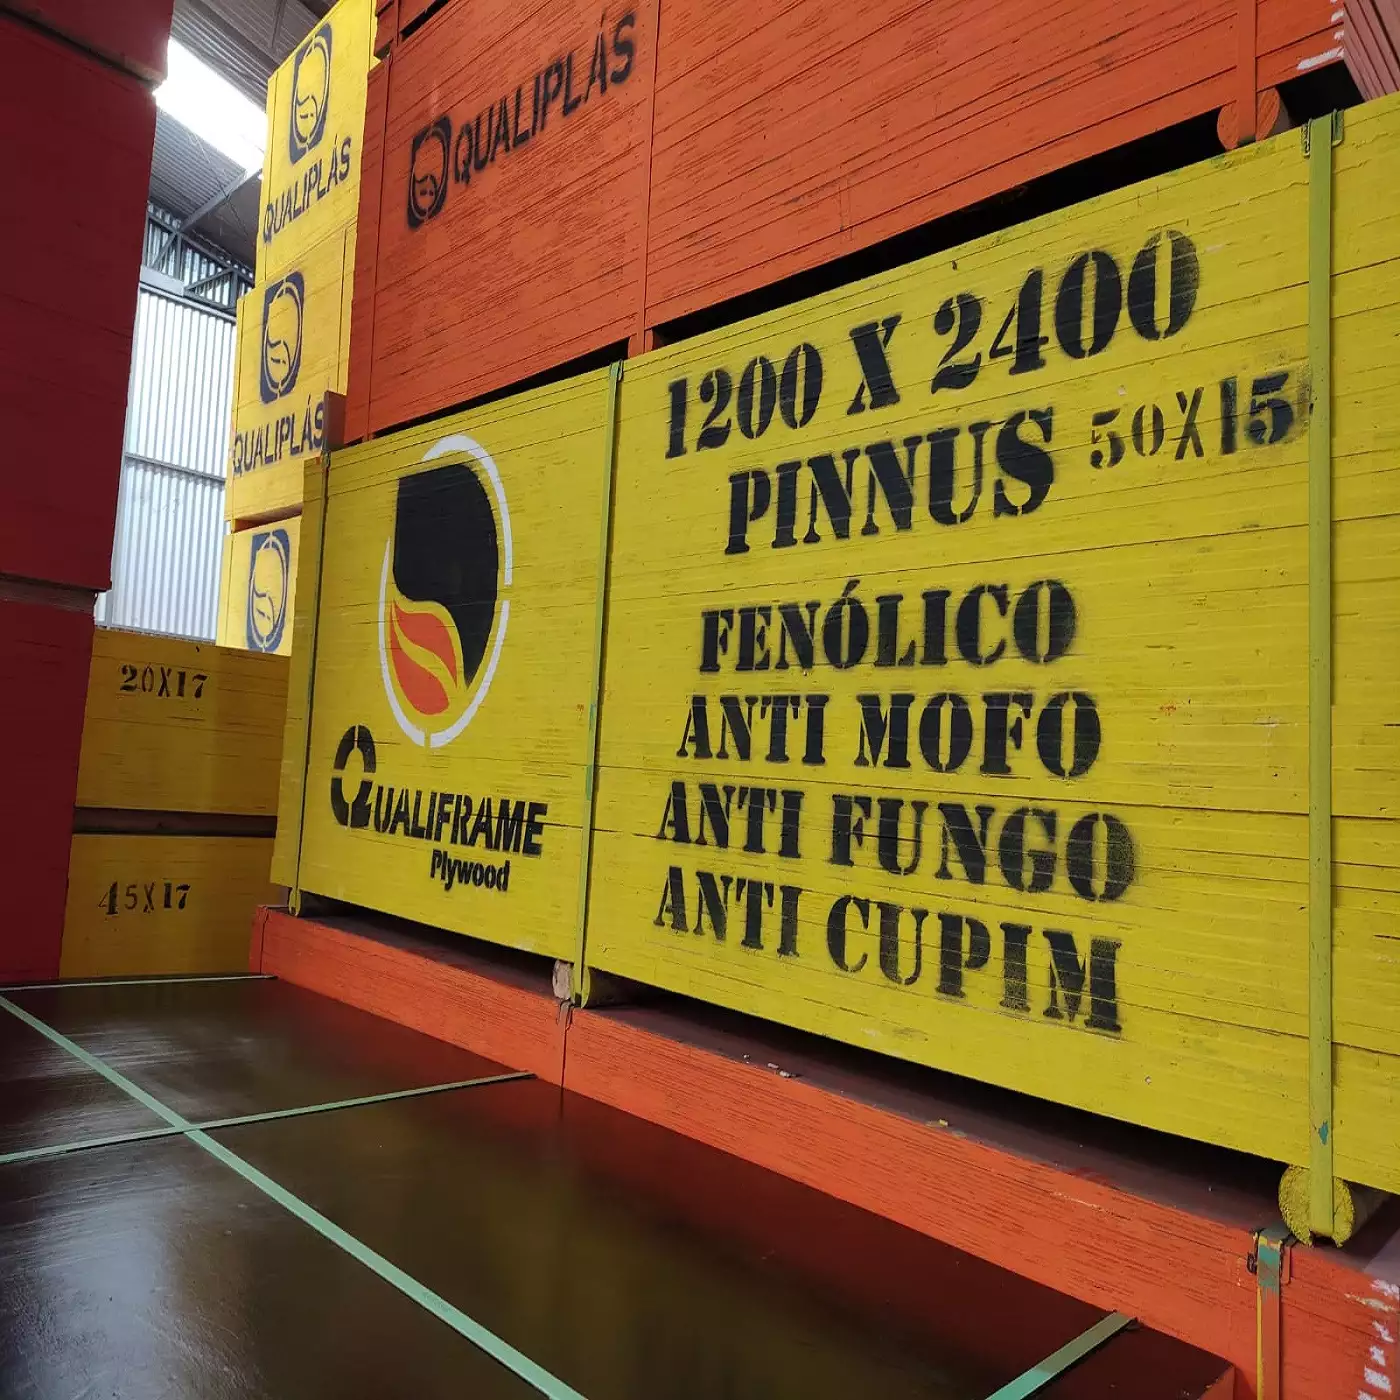 QUALIPLÁS
QUALIPLÁS
QUALIPLÁS
1200 X 2400
PINNUS 50X15
FENÓLICO
ANTI MOFO
ANTI FUNGO
ANTI CUPIM
QUALIFRAME
Plywood
20X17
45X17